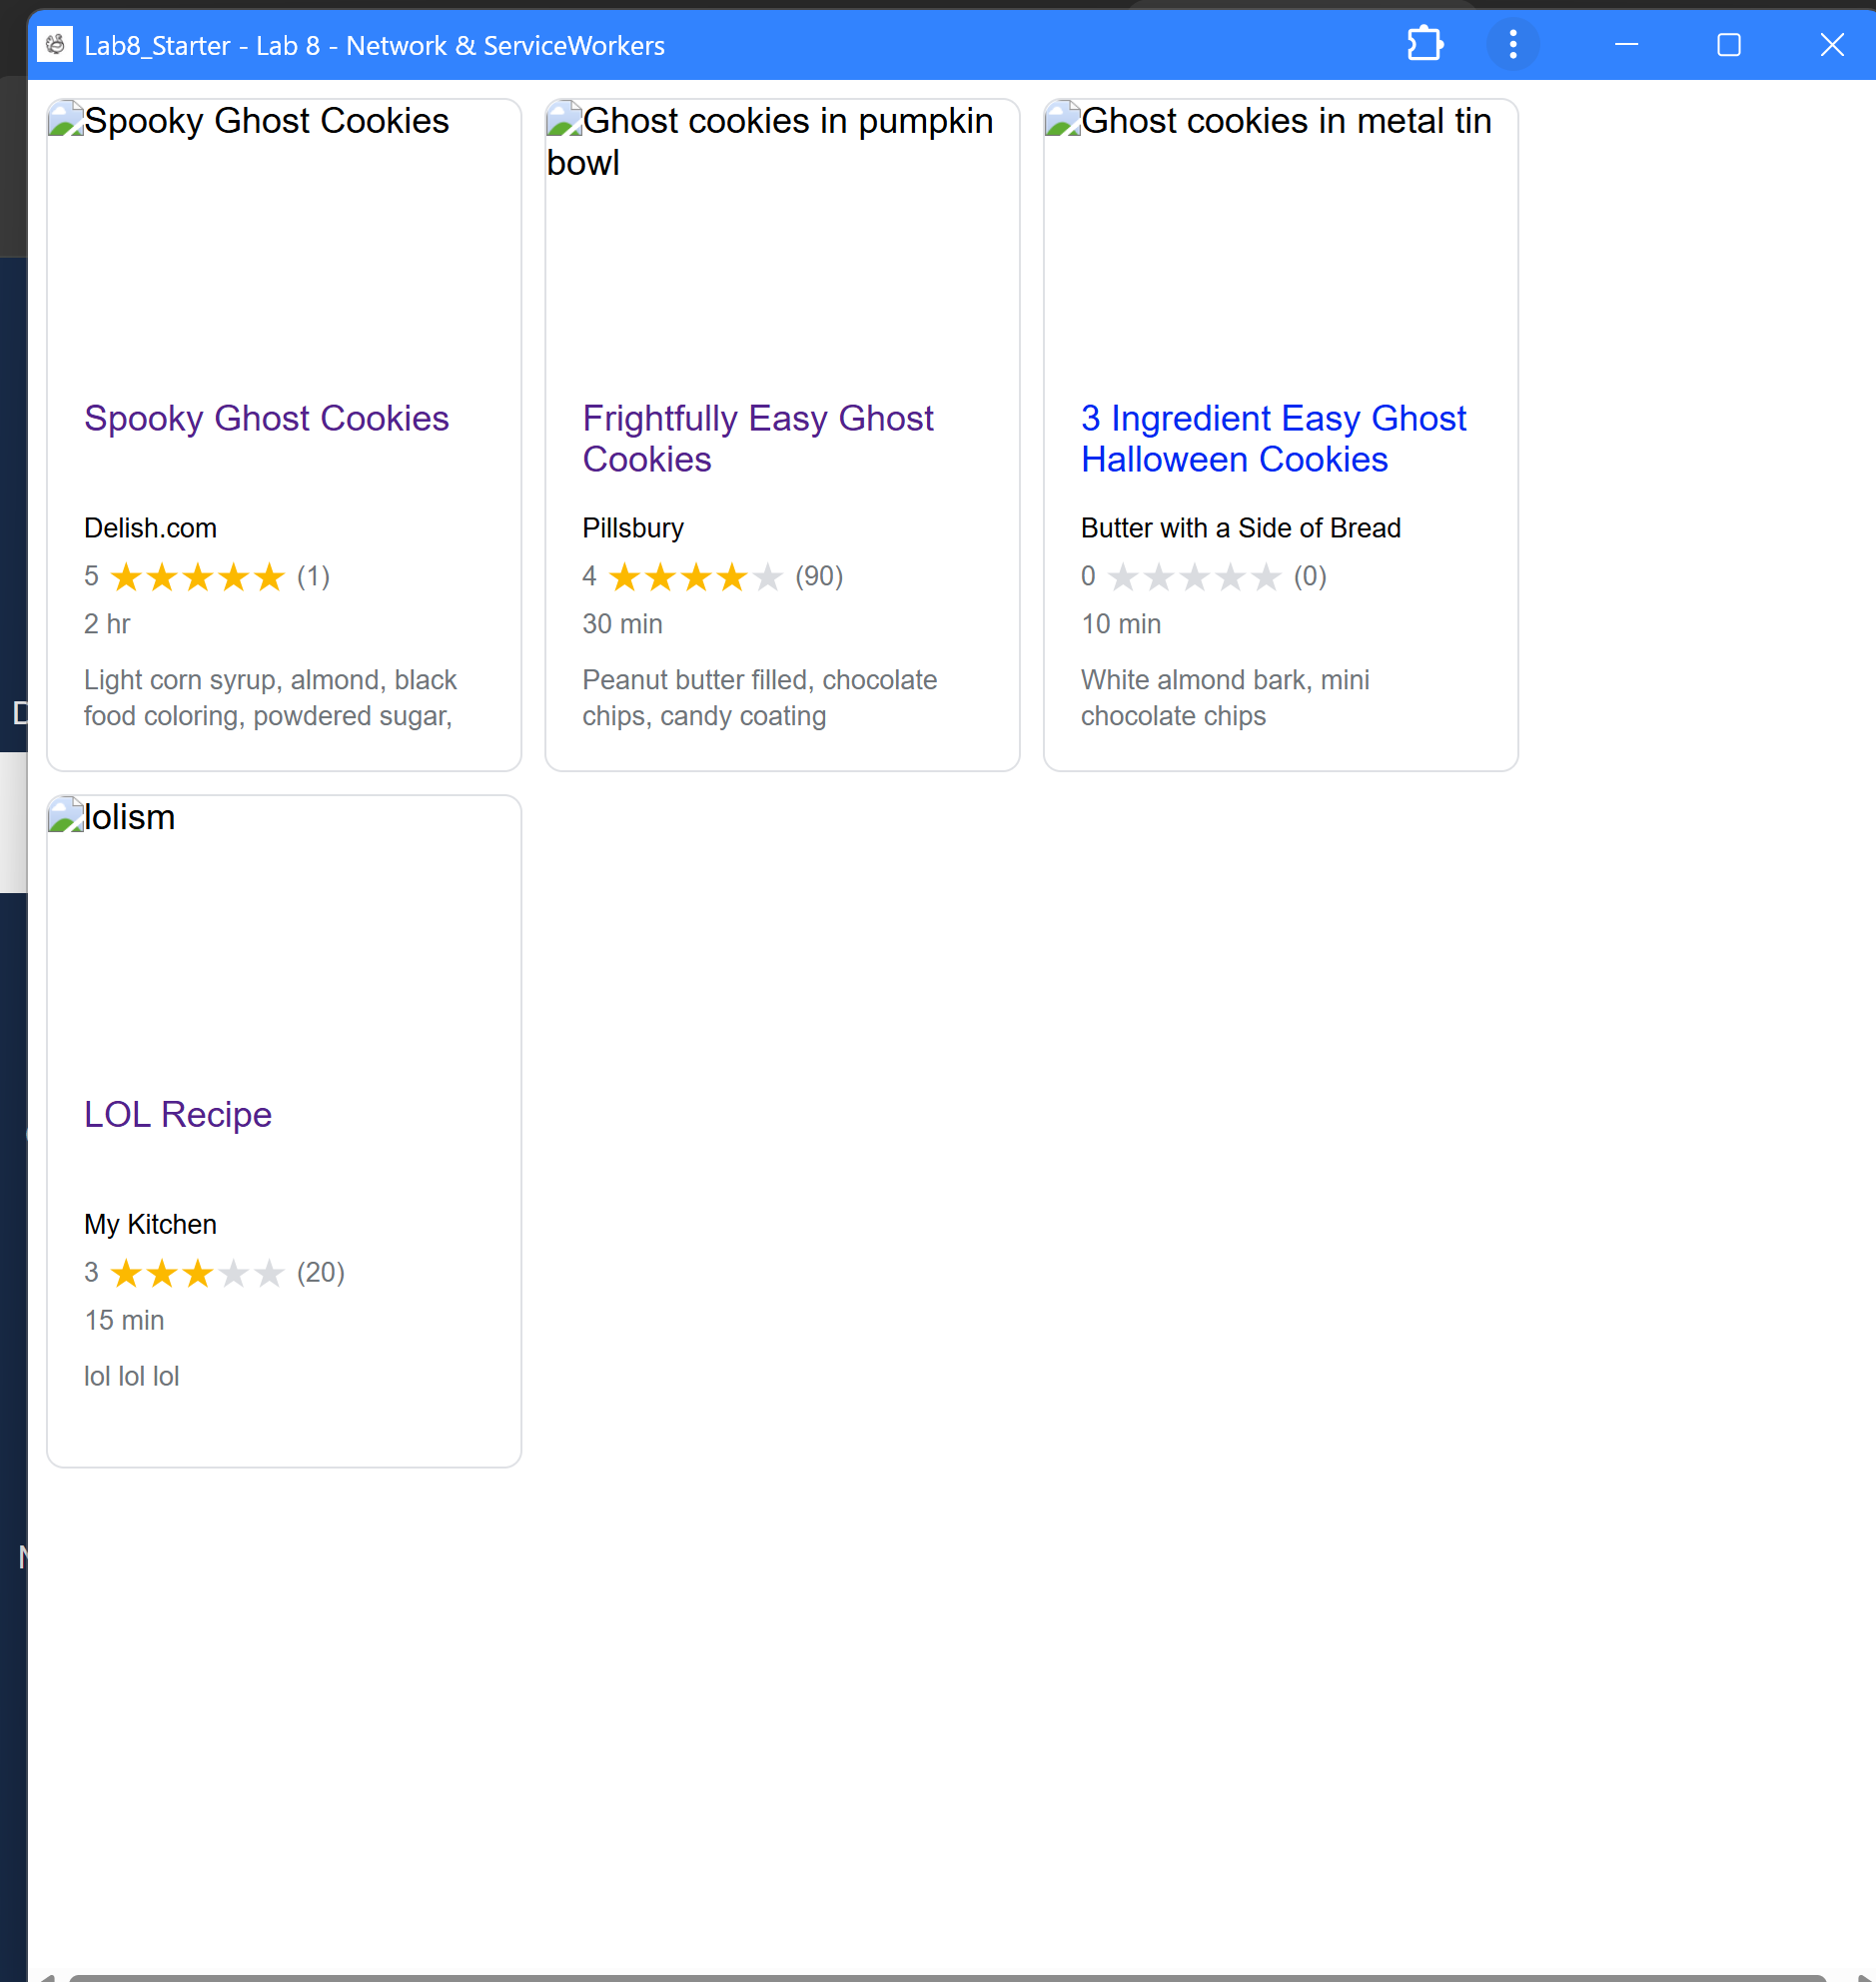 Lab8_Starter - Lab 8 - Network & ServiceWorkers
Spooky Ghost Cookies
Spooky Ghost Cookies
Delish.com
5 ★★★★★ (1)
2 hr
Light corn syrup, almond, black
food coloring, powdered sugar,
Ghost cookies in pumpkin
bowl
Frightfully Easy Ghost
Cookies
Pillsbury
4 ★★★★★ (90)
30 min
Peanut butter filled, chocolate
chips, candy coating
Ghost cookies in metal tin
3 Ingredient Easy Ghost
Halloween Cookies
Butter with a Side of Bread
0 ★★★★★ (0)
10 min
White almond bark, mini
chocolate chips
lolism
LOL Recipe
My Kitchen
3 ★★★★★ (20)
15 min
lol lol lol